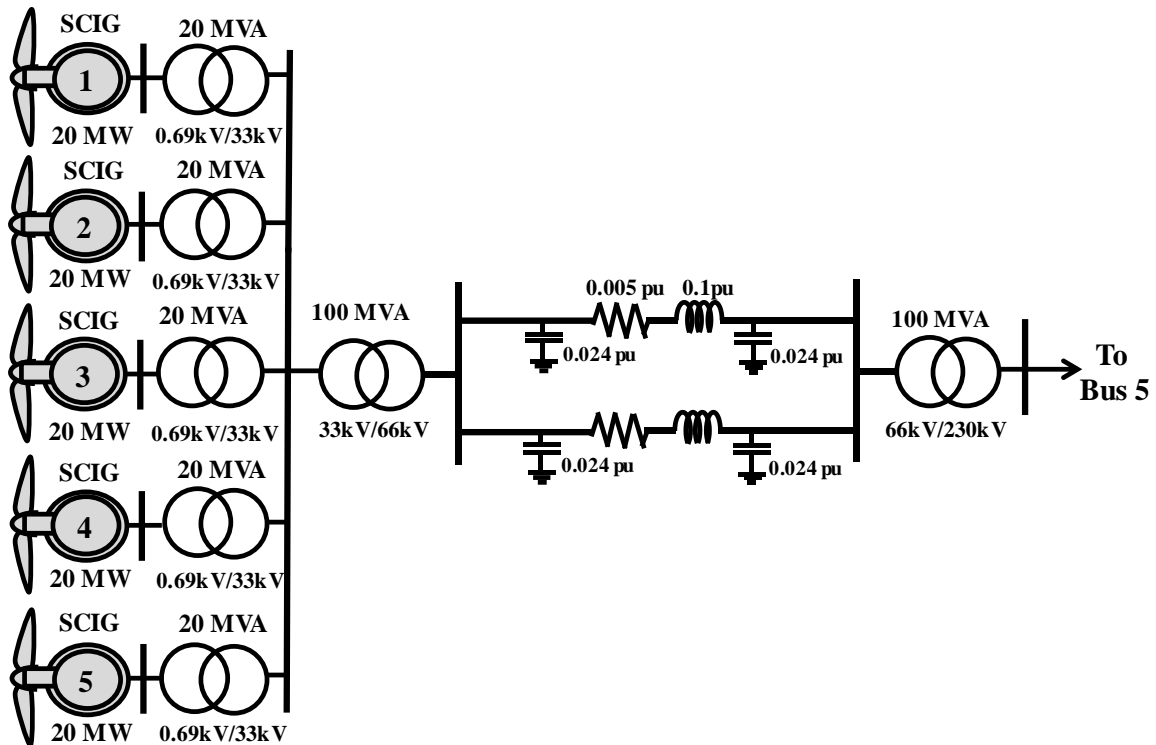 SCIG
20 MVA
1
20 MW
0.69kV/33kV
SCIG
20 MVA
2
20 MW
0.69kV/33kV
SCIG
20 MVA
3
20 MW
0.69kV/33kV
SCIG
20 MVA
4
20 MW
0.69kV/33kV
SCIG
20 MVA
5
20 MW
0.69kV/33kV
100 MVA
33kV/66kV
0.005 pu
0.1pu
0.024 pu
0.024 pu
0.024 pu
0.024 pu
100 MVA
66kV/230kV
To
Bus 5